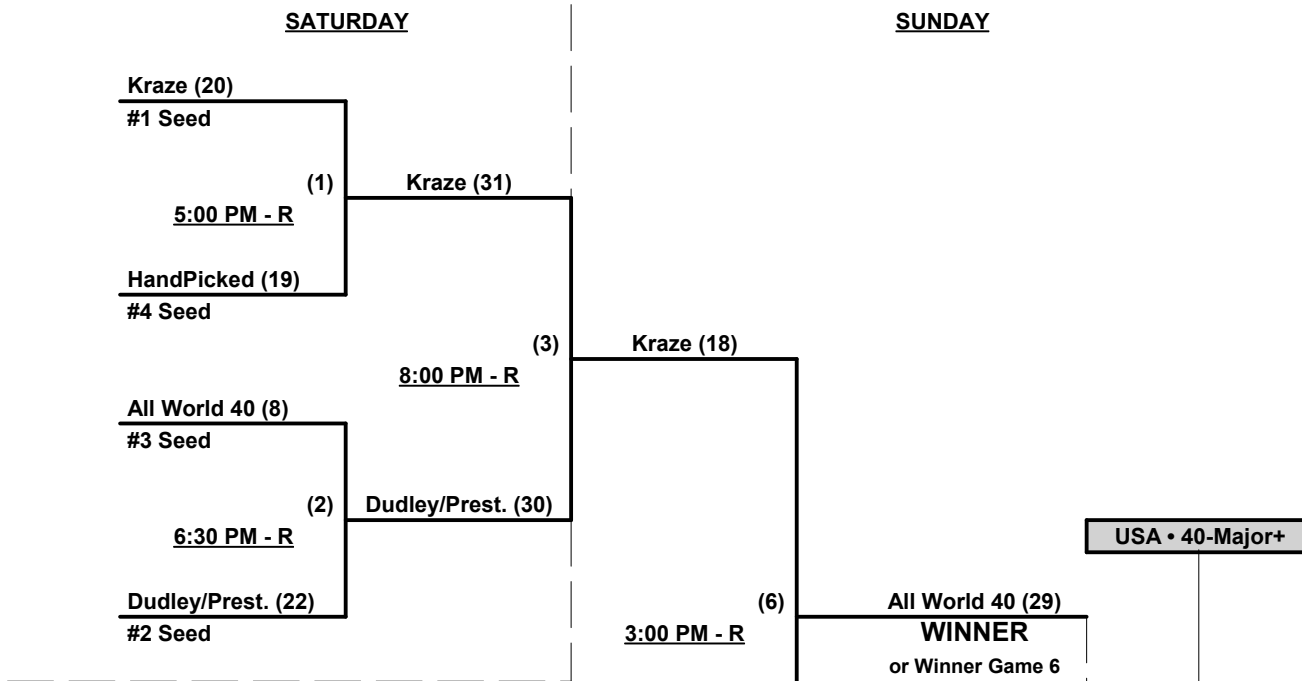 SATURDAY
SUNDAY
Kraze (20)
#1 Seed
(1)
Kraze (31)
5:00 PM - R
HandPicked (19)
#4 Seed
(3)
Kraze (18)
8:00 PM - R
All World 40 (8)
#3 Seed
(2)
Dudley/Prest. (30)
6:30 PM - R
USA • 40-Major+
Dudley/Prest. (22)
#2 Seed
(6)
All World 40 (29)
3:00 PM - R
WINNER
or Winner Game 6